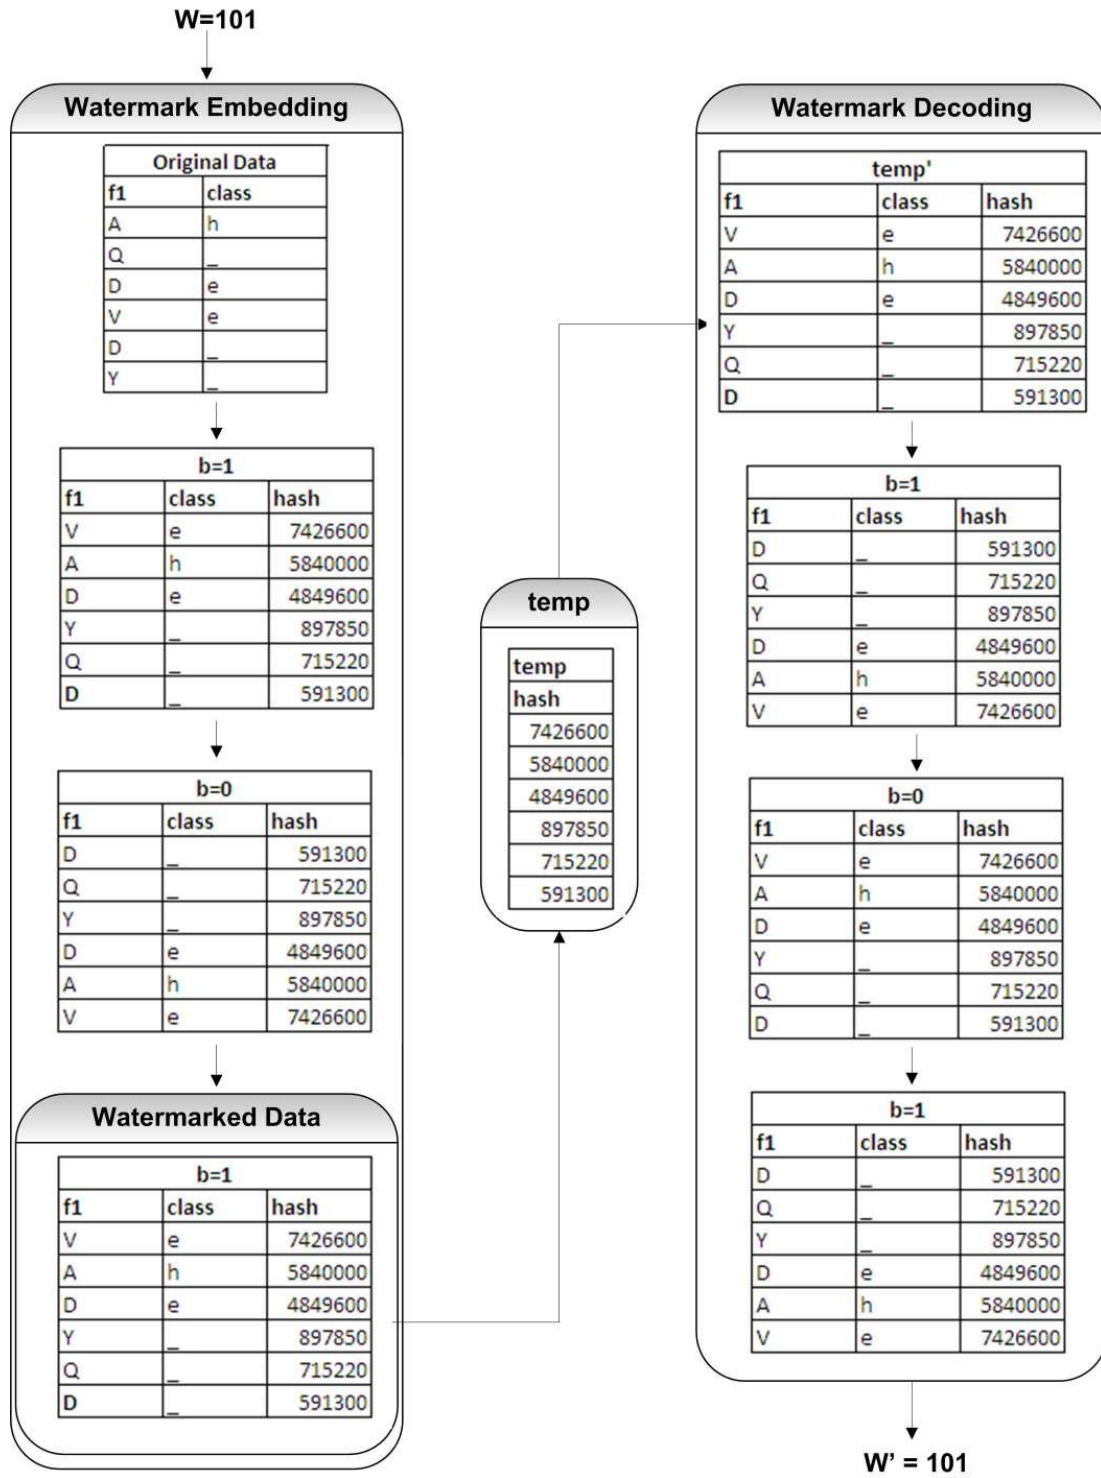 W=101
Watermark Embedding
Original Data
f1 class
A h
Q _
D e
V e
D _
Y _
b=1
f1 class hash
V e 7426600
A h 5840000
D e 4849600
Y _ 897850
Q _ 715220
D _ 591300
b=0
f1 class hash
D _ 591300
Q _ 715220
Y _ 897850
D e 4849600
A h 5840000
V e 7426600
Watermarked Data
b=1
f1 class hash
V e 7426600
A h 5840000
D e 4849600
Y _ 897850
Q _ 715220
D _ 591300
temp
temp
hash
7426600
5840000
4849600
897850
715220
591300
Watermark Decoding
temp'
f1 class hash
V e 7426600
A h 5840000
D e 4849600
Y _ 897850
Q _ 715220
D _ 591300
b=1
f1 class hash
D _ 591300
Q _ 715220
Y _ 897850
D e 4849600
A h 5840000
V e 7426600
b=0
f1 class hash
V e 7426600
A h 5840000
D e 4849600
Y _ 897850
Q _ 715220
D _ 591300
b=1
f1 class hash
D _ 591300
Q _ 715220
Y _ 897850
D e 4849600
A h 5840000
V e 7426600
W’ = 101